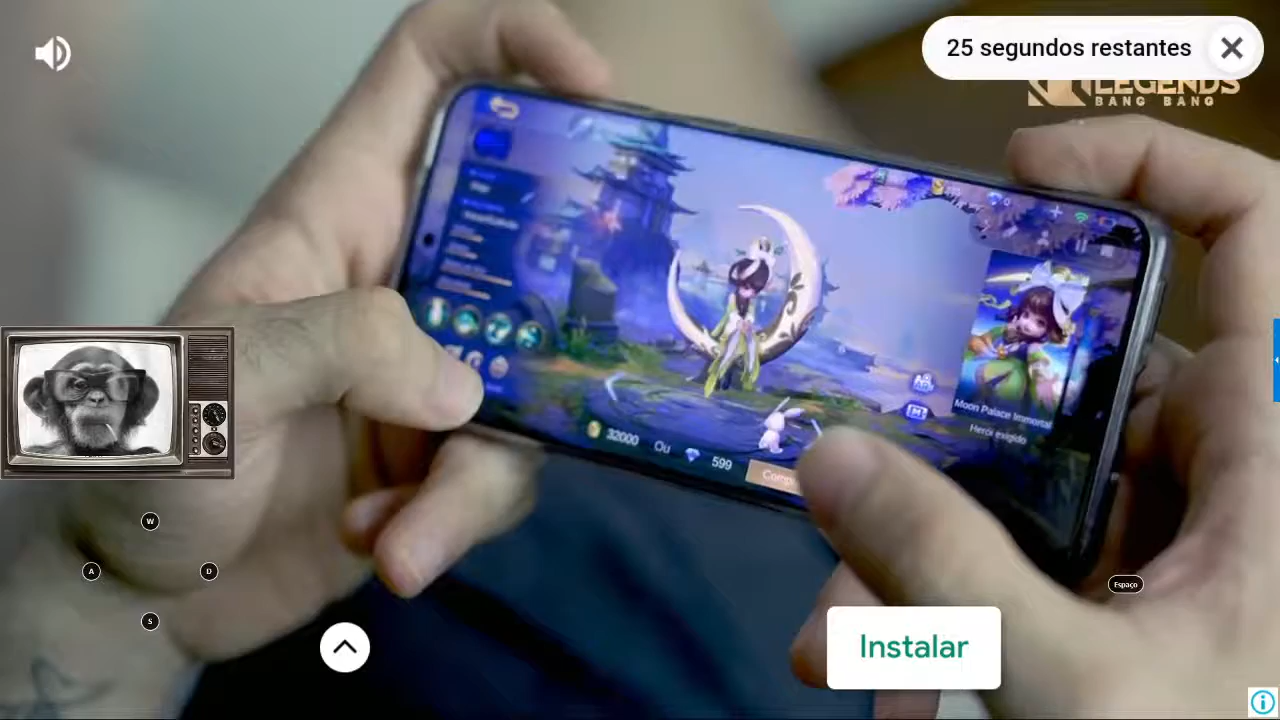 25 segundos restantes
LEGENDS
BANG BANG
32000
Ou
599
Moon Palace Immortal
Herói exigido
W
A
D
S
Espaço
Instalar